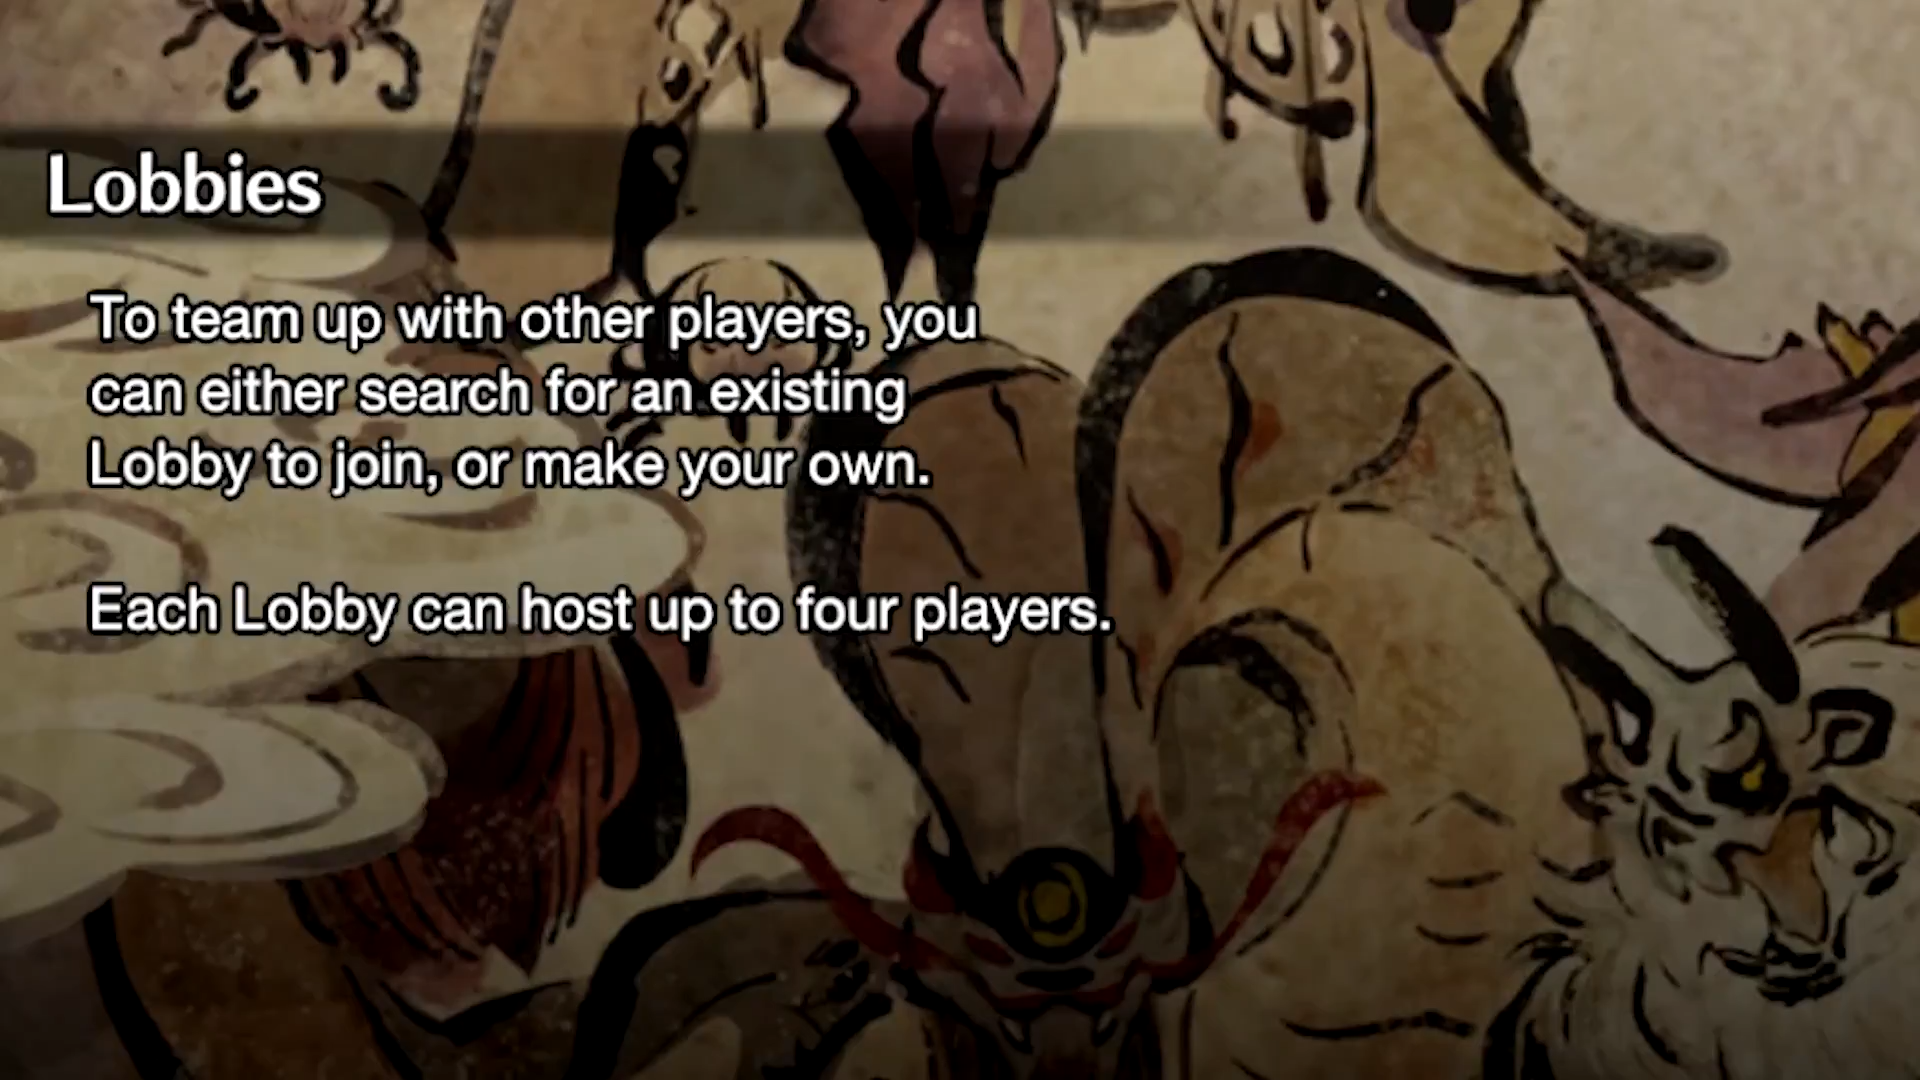 Lobbies
To team up with other players, you
can either search for an existing
Lobby to join, or make your own.
Each Lobby can host up to four players.